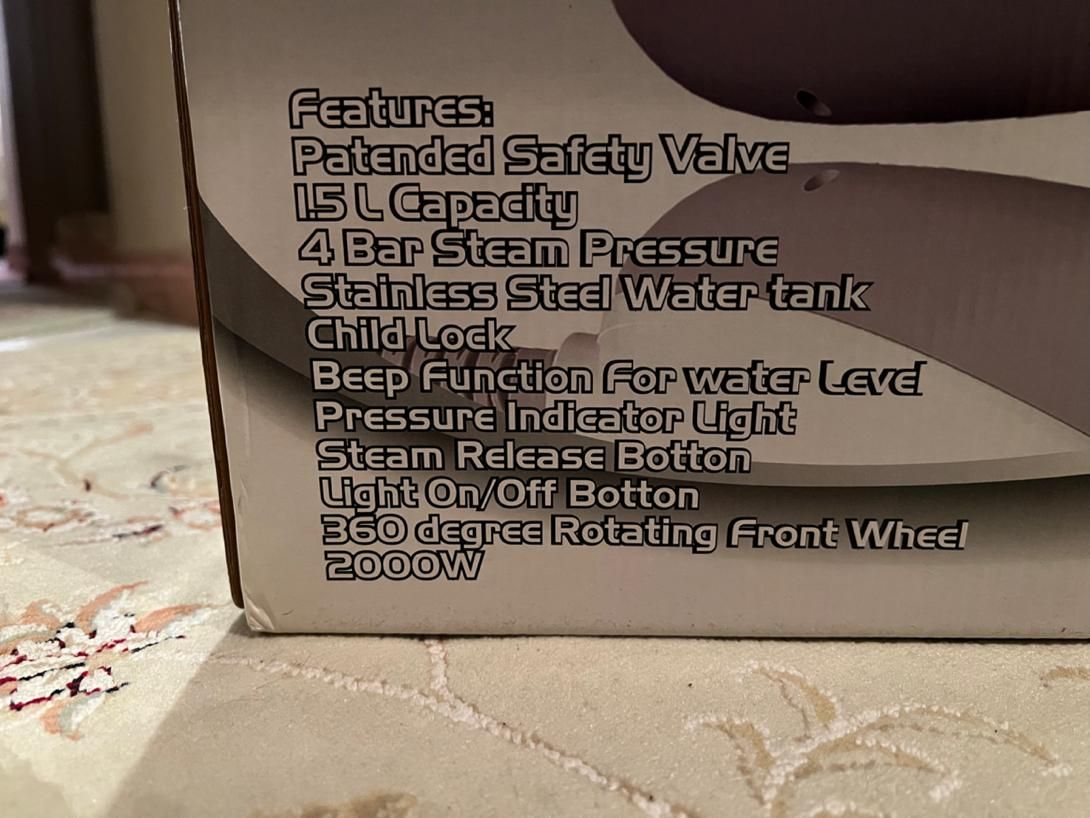 Features:
Patended Safety Valve
1.5 L Capacity
4 Bar Steam Pressure
Stainless Steel Water tank
Child Lock
Beep Function For water Level
Pressure Indicator Light
Steam Release Botton
Light On/Off Botton
360 degree Rotating Front Wheel
2000W